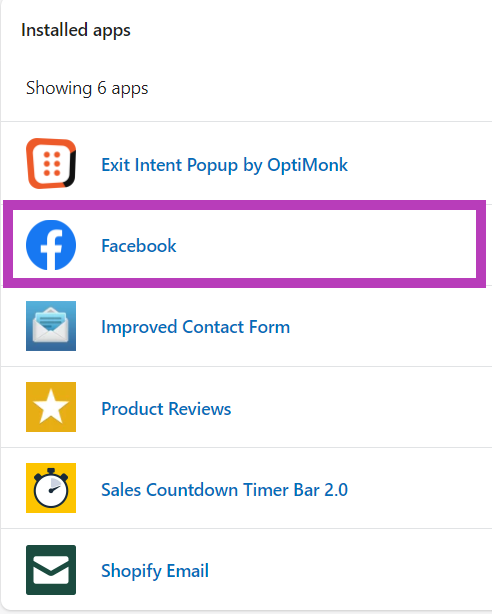 Installed apps
Showing 6 apps
Exit Intent Popup by OptiMonk
Facebook
Improved Contact Form
Product Reviews
Sales Countdown Timer Bar 2.0
Shopify Email